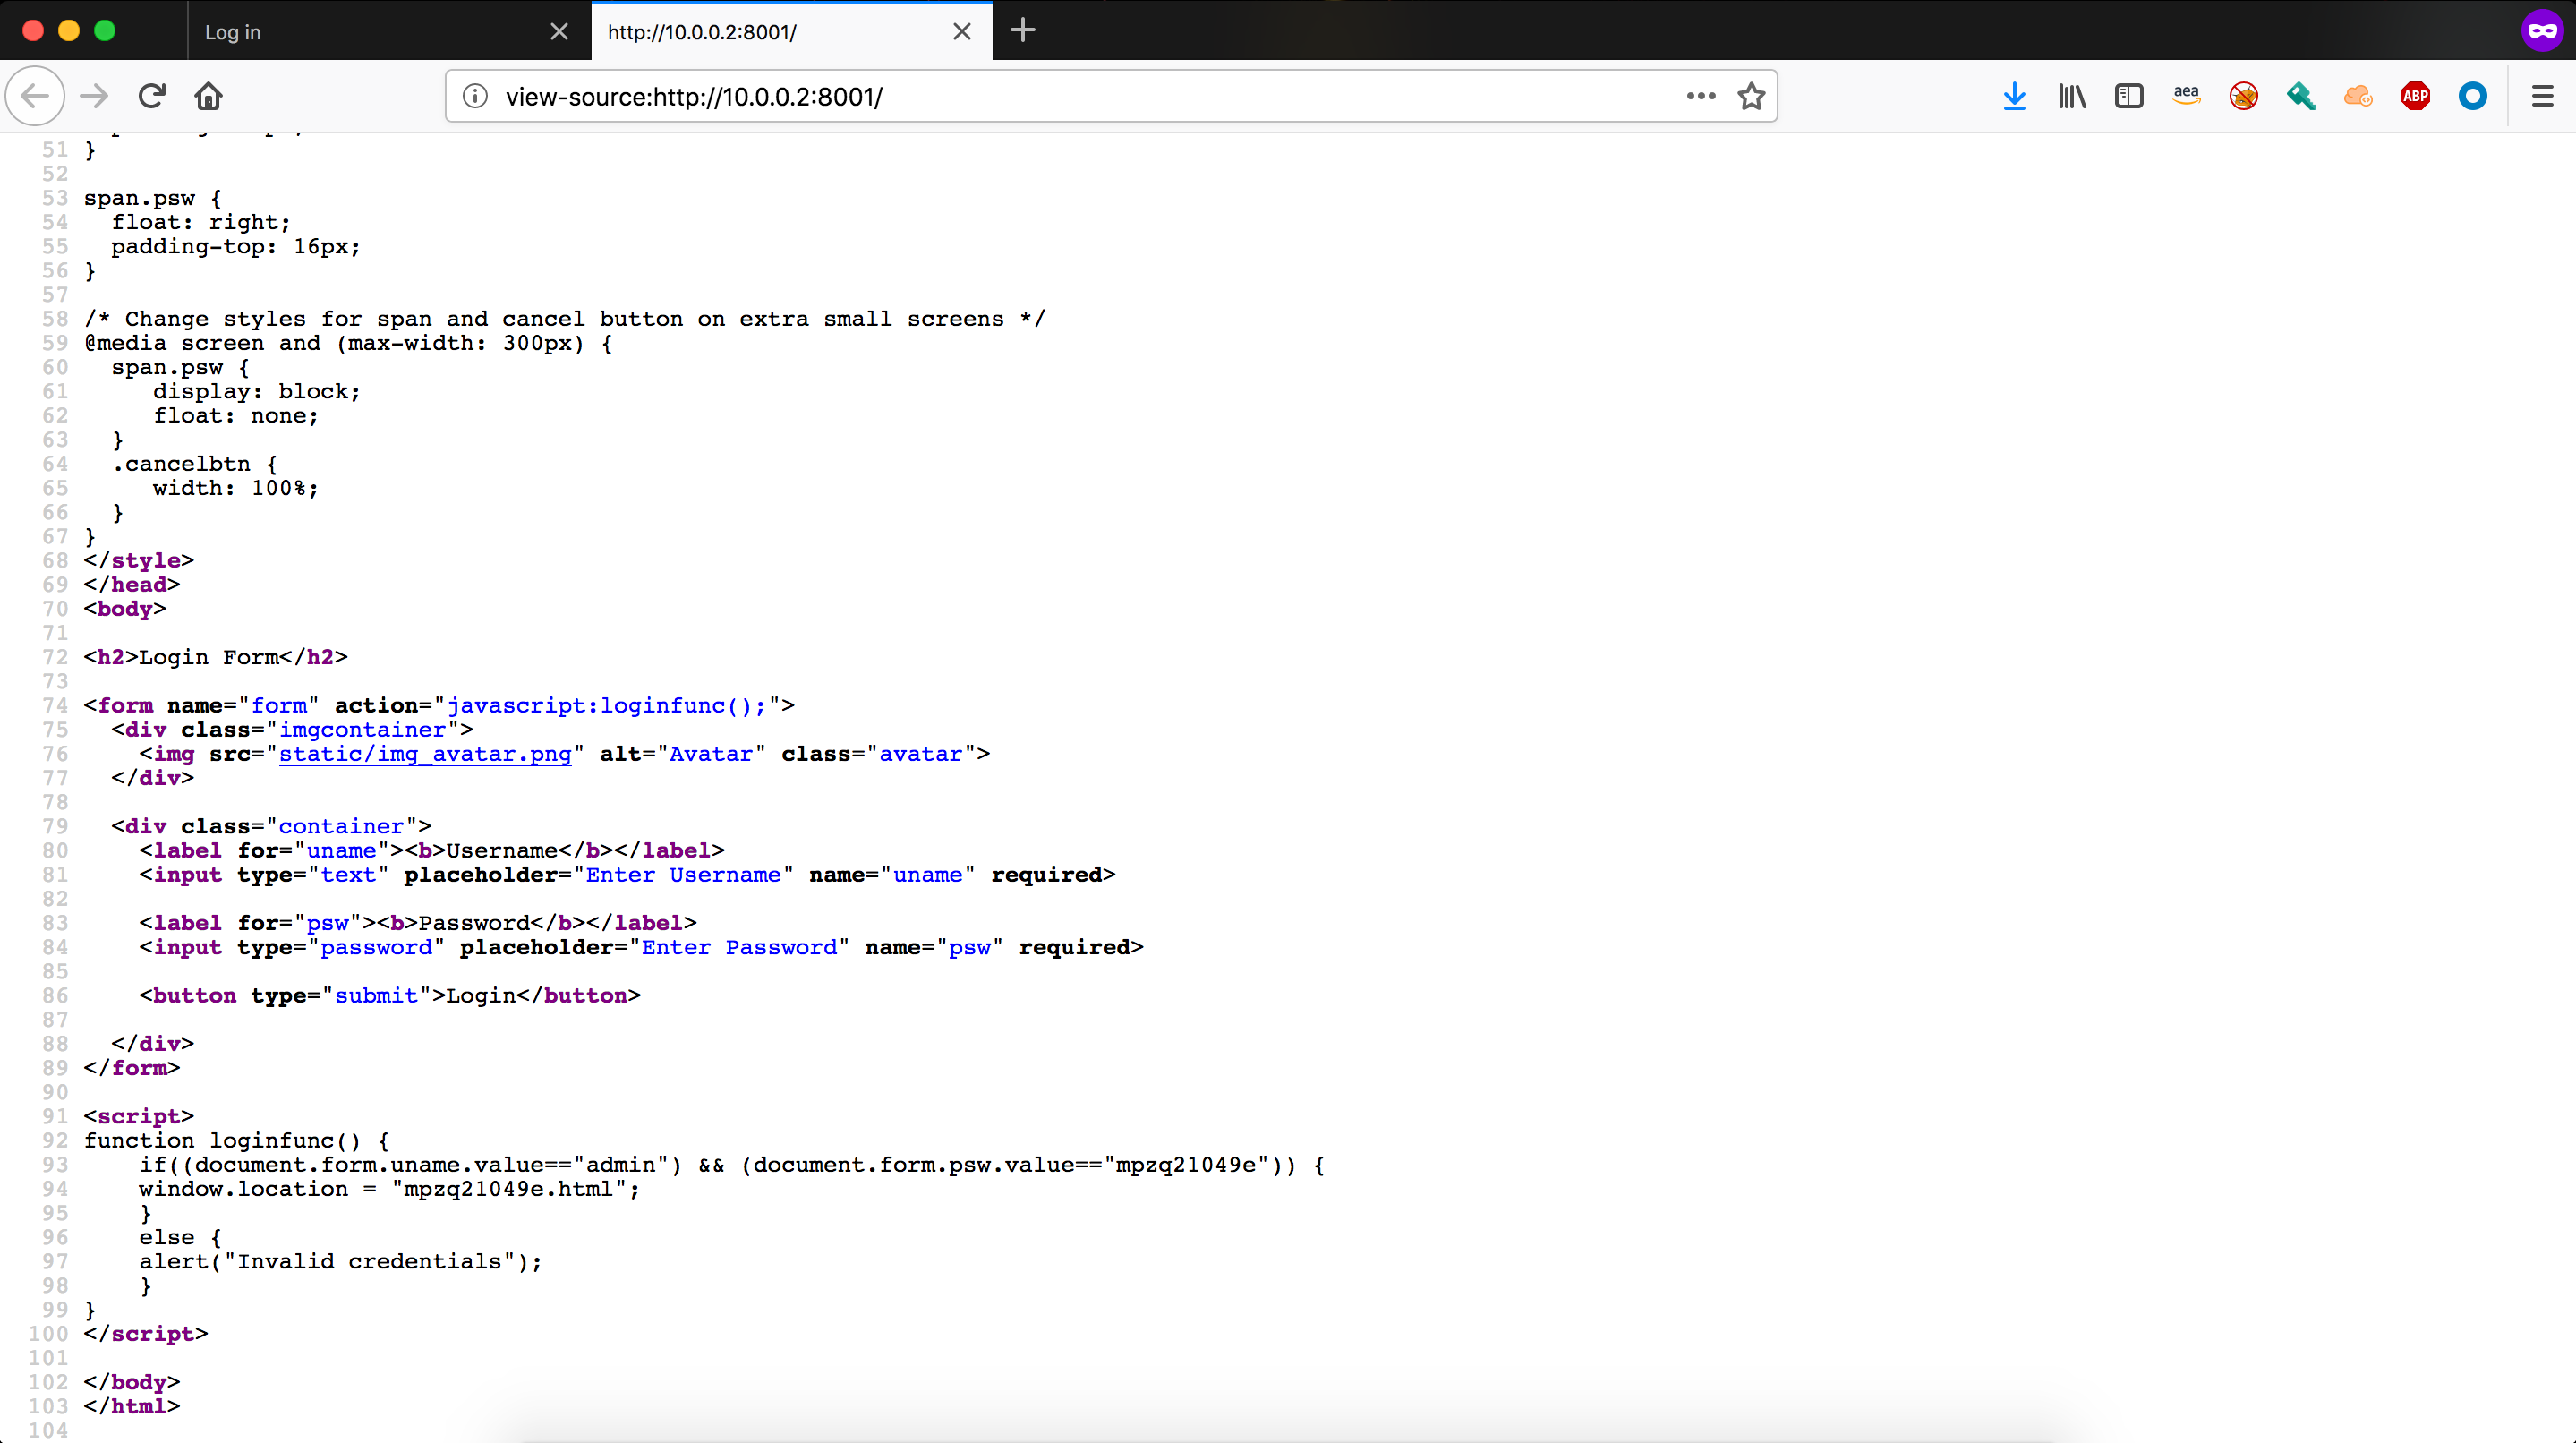 Log in
http://10.0.0.2:8001/
view-source:http://10.0.0.2:8001/
aea
ABP
51 }
52
53 span.psw {
54   float: right;
55   padding-top: 16px;
56 }
57
58 /* Change styles for span and cancel button on extra small screens */
59 @media screen and (max-width: 300px) {
60   span.psw {
61      display: block;
62      float: none;
63   }
64   .cancelbtn {
65      width: 100%;
66   }
67 }
68 </style>
69 </head>
70 <body>
71
72 <h2>Login Form</h2>
73
74 <form name="form" action="javascript:loginfunc();">
75   <div class="imgcontainer">
76     <img src="static/img_avatar.png" alt="Avatar" class="avatar">
77   </div>
78
79   <div class="container">
80     <label for="uname"><b>Username</b></label>
81     <input type="text" placeholder="Enter Username" name="uname" required>
82
83     <label for="psw"><b>Password</b></label>
84     <input type="password" placeholder="Enter Password" name="psw" required>
85
86     <button type="submit">Login</button>
87
88   </div>
89 </form>
90
91 <script>
92 function loginfunc() {
93     if((document.form.uname.value=="admin") && (document.form.psw.value=="mpzq21049e")) {
94     window.location = "mpzq21049e.html";
95     }
96     else {
97     alert("Invalid credentials");
98     }
99 }
100 </script>
101
102 </body>
103 </html>
104